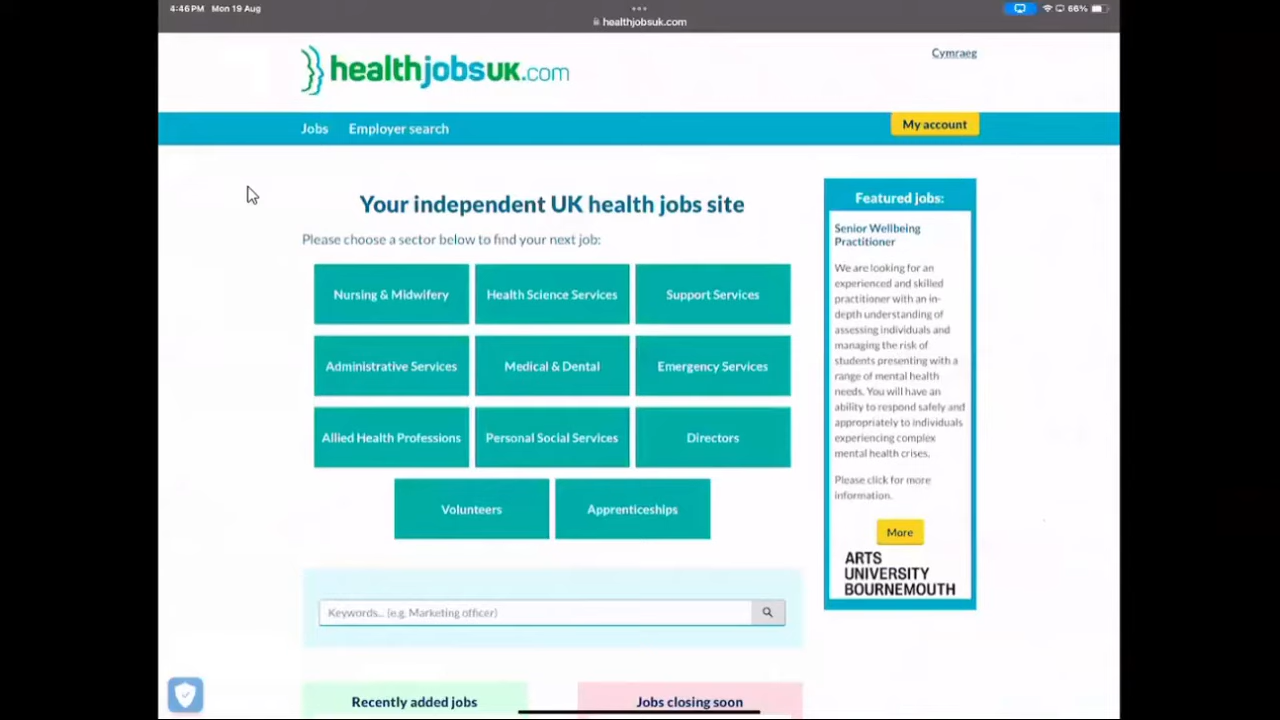 4:46 PM Mon 19 Aug
66%
healthjobsuk.com
healthjobsUK.com
Cymraeg
Jobs Employer search
My account
Your independent UK health jobs site
Please choose a sector below to find your next job:
Nursing & Midwifery
Health Science Services
Support Services
Administrative Services
Medical & Dental
Emergency Services
Allied Health Professions
Personal Social Services
Directors
Volunteers
Apprenticeships
Keywords... (e.g. Marketing officer)
Recently added jobs
Jobs closing soon
Featured jobs:
Senior Wellbeing
Practitioner
We are looking for an
experienced and skilled
practitioner with an in-
depth understanding of
assessing individuals and
managing the risk of
students presenting with a
range of mental health
needs. You will have an
ability to respond safely and
appropriately to individuals
experiencing complex
mental health crises.
Please click for more
information.
More
ARTS
UNIVERSITY
BOURNEMOUTH